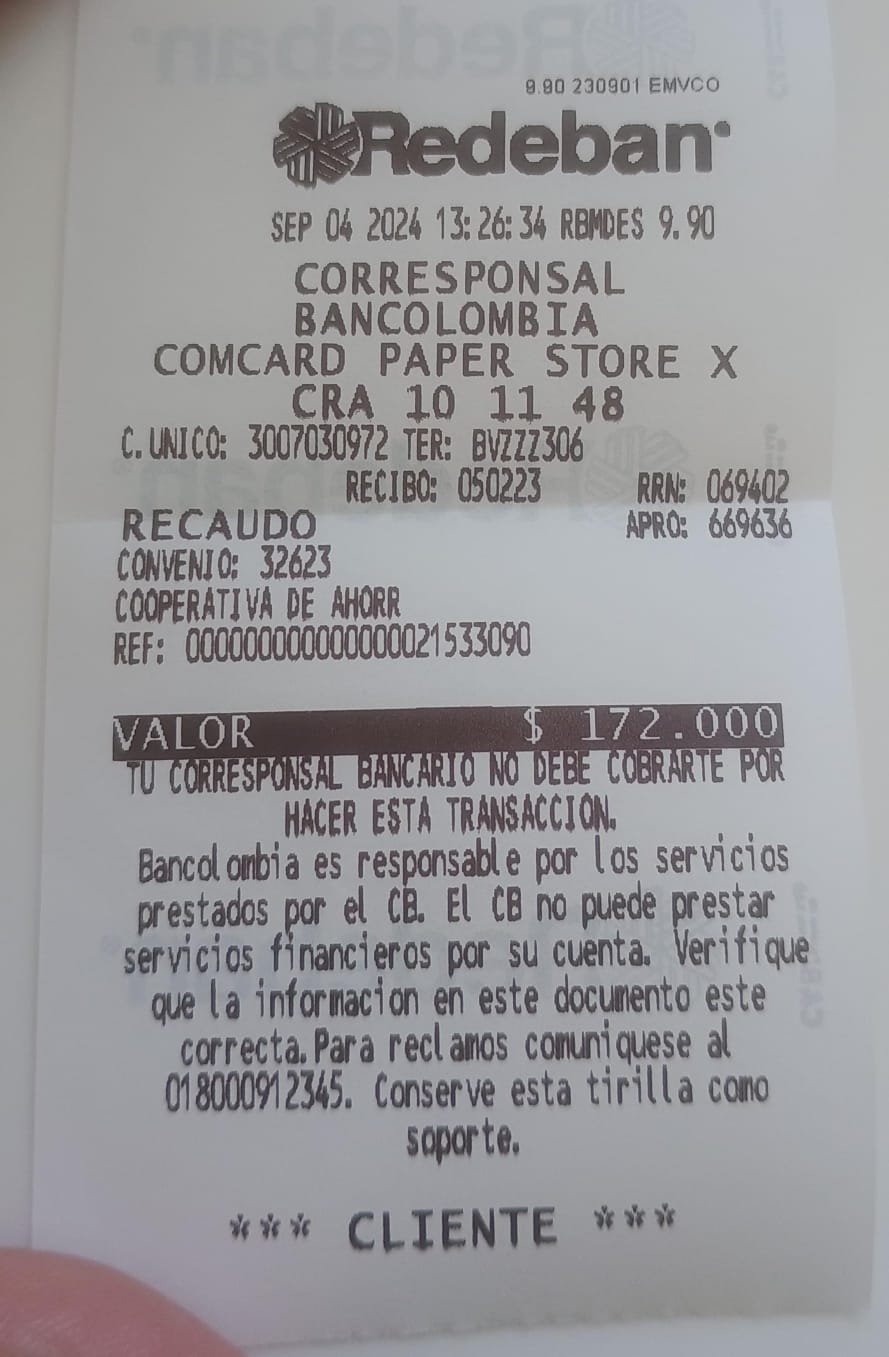 9.90 230901 EMVCO
Redeban
SEP 04 2024 13:26:34 RBMDES 9.90
CORRESPONSAL
BANCOLOMBIA
COMCARD PAPER STORE X
CRA 10 11 48
C.UNICO: 3007030972 TER: BVZZZ306
RECIBO: 050223 RRN: 069402
RECAUDO APRO: 669636
CONVENIO: 32623
COOPERATIVA DE AHORR
REF: 000000000000000021533090
VALOR $ 172.000
TU CORRESPONSAL BANCARIO NO DEBE COBRARTE POR
HACER ESTA TRANSACCION.
Bancolombia es responsable por los servicios
prestados por el CB. El CB no puede prestar
servicios financieros por su cuenta. Verifique
que la informacion en este documento este
correcta.Para reclamos comuniquese al
018000912345. Conserve esta tirilla como
soporte.
*** CLIENTE ***